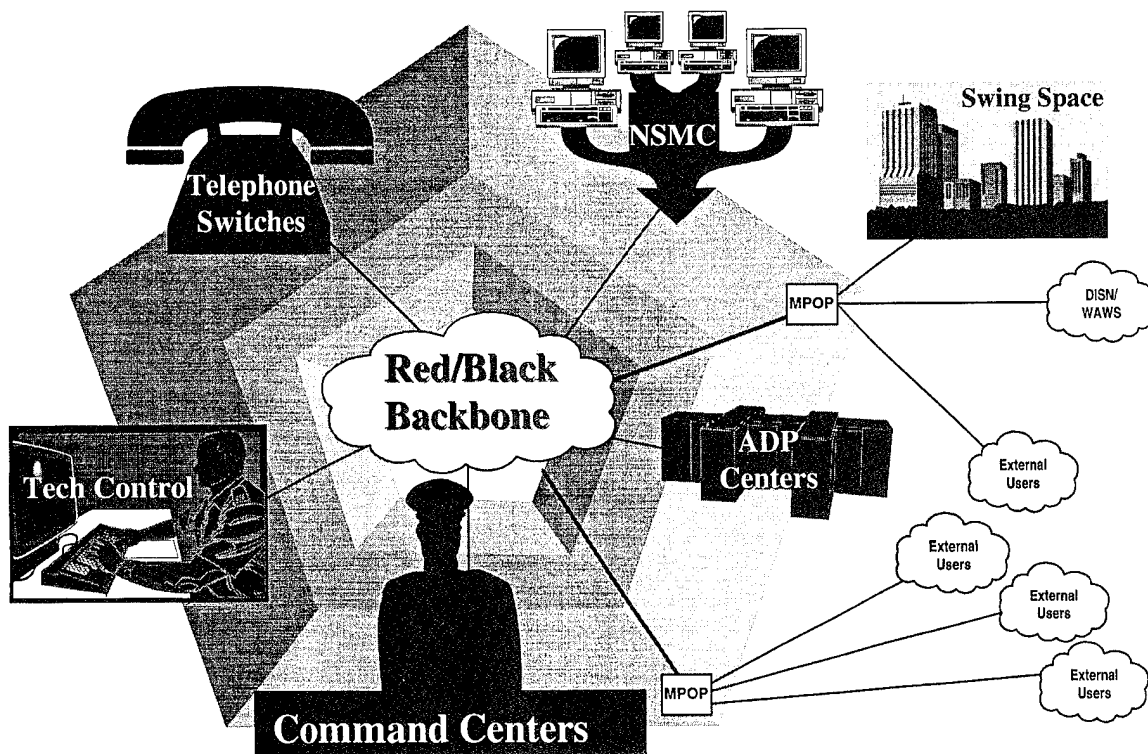 NSMC
Swing Space
Telephone
Switches
MPOP
DISN/
WAWS
Red/Black
Backbone
ADP
Centers
External
Users
Tech Control
External
Users
External
Users
MPOP
External
Users
Command Centers